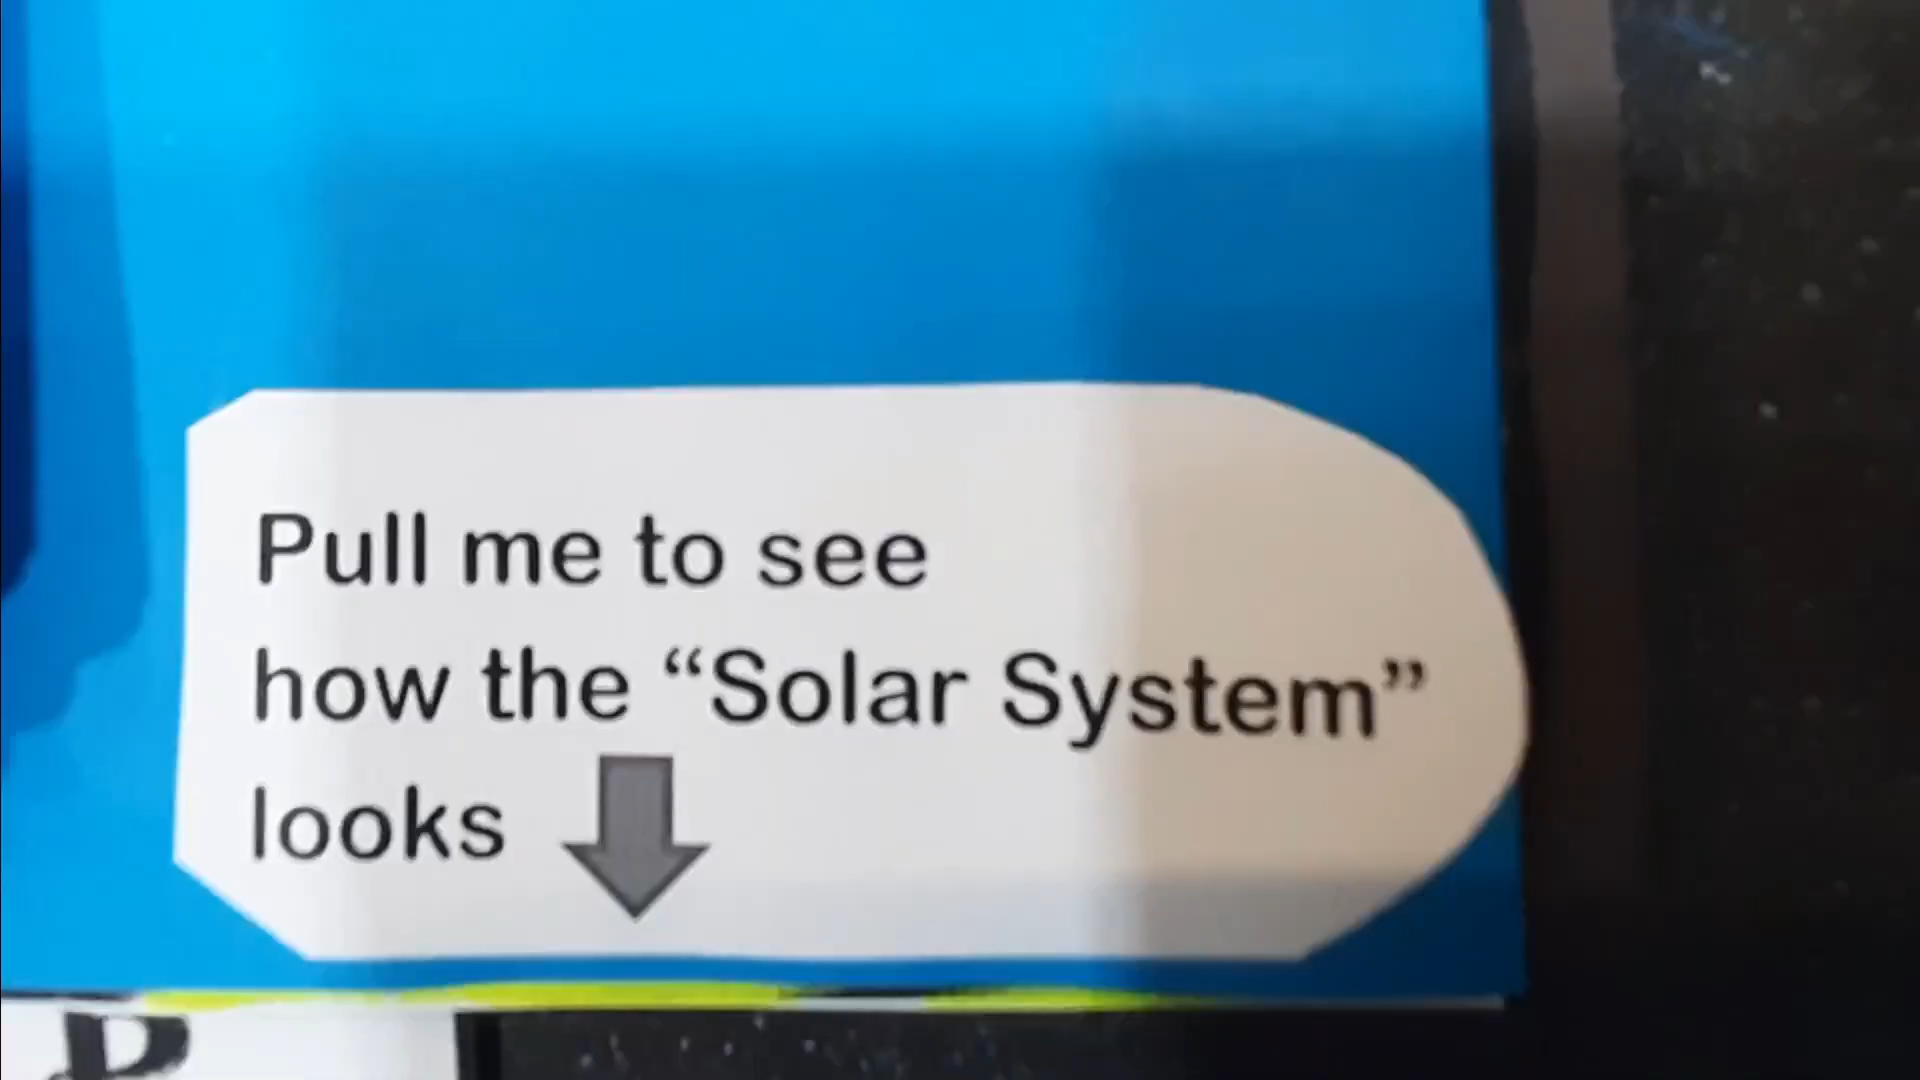 Pull me to see
how the “Solar System”
looks